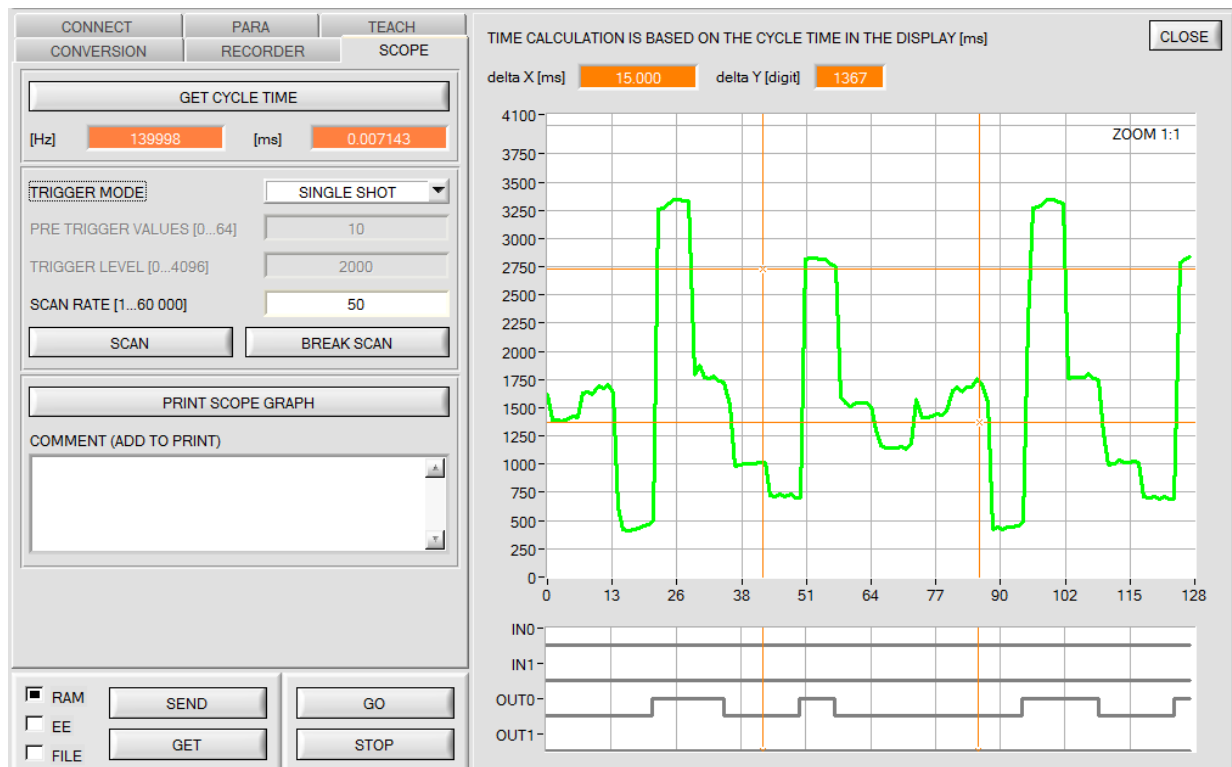 CONNECT PARA TEACH
CONVERSION RECORDER SCOPE
GET CYCLE TIME
[Hz] 139998 [ms] 0.007143
TRIGGER MODE SINGLE SHOT
PRE TRIGGER VALUES [0...64] 10
TRIGGER LEVEL [0...4096] 2000
SCAN RATE [1...60 000] 50
SCAN BREAK SCAN
PRINT SCOPE GRAPH
COMMENT (ADD TO PRINT)
RAM SEND GO
EE
GET STOP
FILE
TIME CALCULATION IS BASED ON THE CYCLE TIME IN THE DISPLAY [ms] CLOSE
delta X [ms] 15.000 delta Y [digit] 1367
ZOOM 1:1
4100
3750
3500
3250
3000
2750
2500
2250
2000
1750
1500
1250
1000
750
500
250
0
0 13 26 38 51 64 77 90 102 115 128
IN0
IN1
OUT0
OUT1